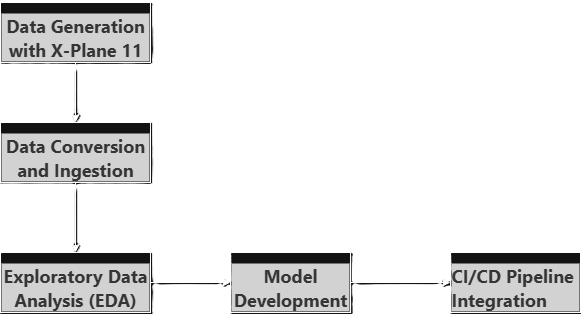 Data Generation
with X-Plane 11
Data Conversion
and Ingestion
Exploratory Data
Analysis (EDA)
Model
Development
CI/CD Pipeline
Integration